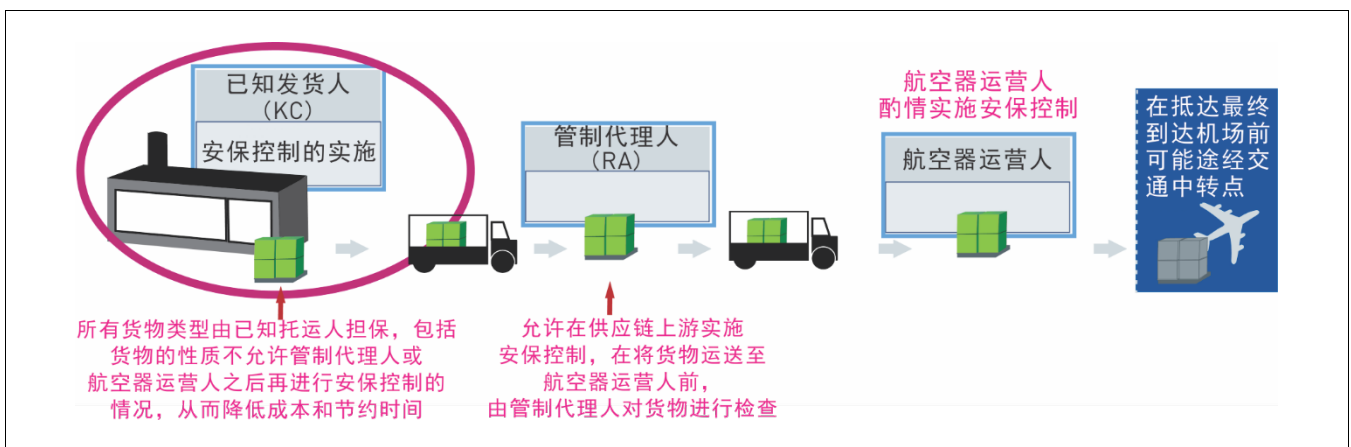 已知发货人
(KC)
安保控制的实施
所有货物类型由已知托运人担保，包括
货物的性质不允许管制代理人或
航空器运营人之后再进行安保控制的
情况，从而降低成本和节约时间
管制代理人
(RA)
允许在供应链上游实施
安保控制，在将货物运送至
航空器运营人前，
由管制代理人对货物进行检查
航空器运营人
酌情实施安保控制
航空器运营人
在抵达最终
到达机场前
可能途经交
通中转点